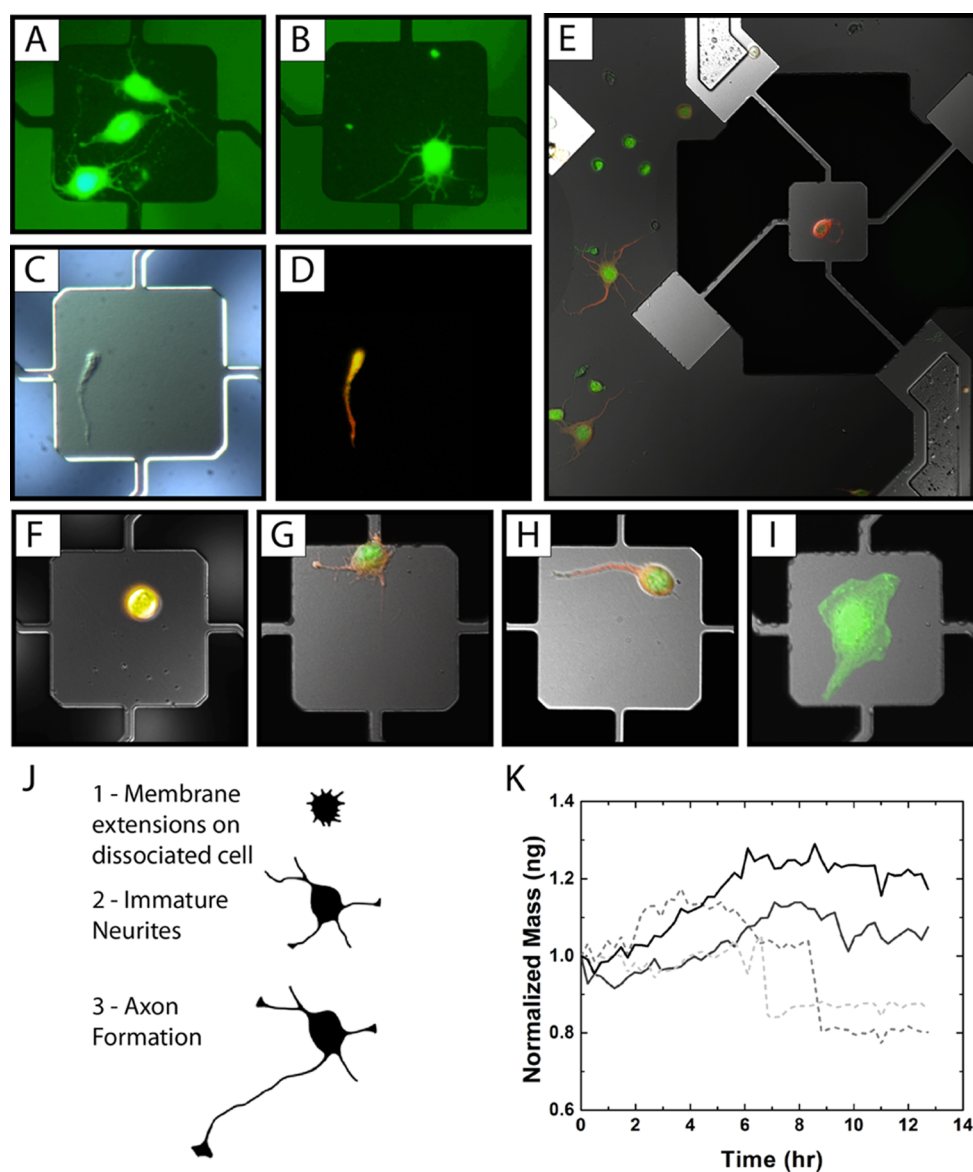 A
B
E
C
D
F
G
H
I
J
1 - Membrane
extensions on
dissociated cell
2 - Immature
Neurites
3 - Axon
Formation
K
Normalized Mass (ng)
1.4
1.2
1.0
0.8
0.6
0 2 4 6 8 10 12 14
Time (hr)